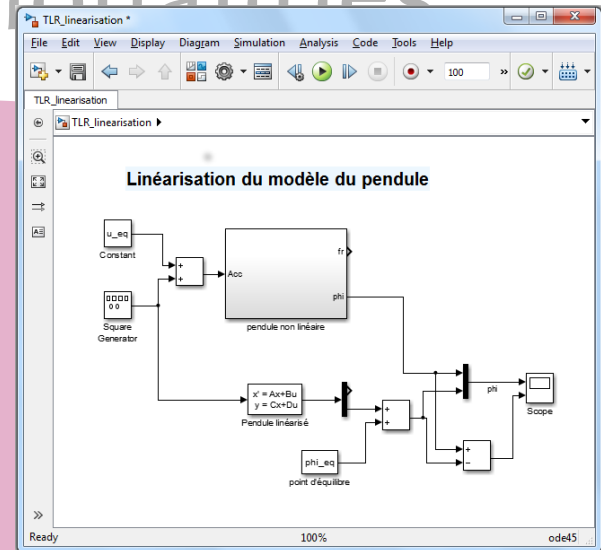 TLR_linearisation *
File Edit View Display Diagram Simulation Analysis Code Tools Help
100 »
TLR_linearisation
TLR_linearisation
Linéarisation du modèle du pendule
u_eq
Constant
+
+
Square
Generator
Acc
fr
phi
pendule non linéaire
x' = Ax+Bu
y = Cx+Du
Pendule linéarisé
+
+
phi_eq
point d'équilibre
phi
Scope
+
−
»
Ready 100% ode45